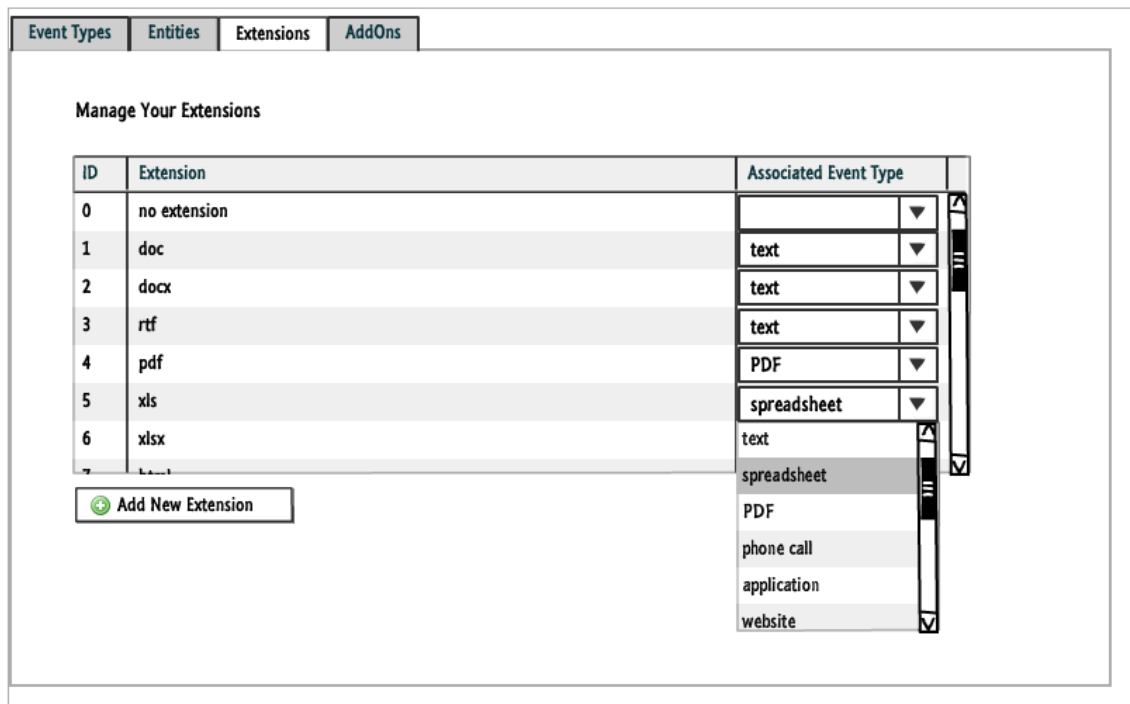 Event Types Entities Extensions AddOns
Manage Your Extensions
ID Extension Associated Event Type
0 no extension
1 doc text
2 docx text
3 rtf text
4 pdf PDF
5 xls spreadsheet
6 xlsx text
spreadsheet
Add New Extension PDF
phone call
application
website